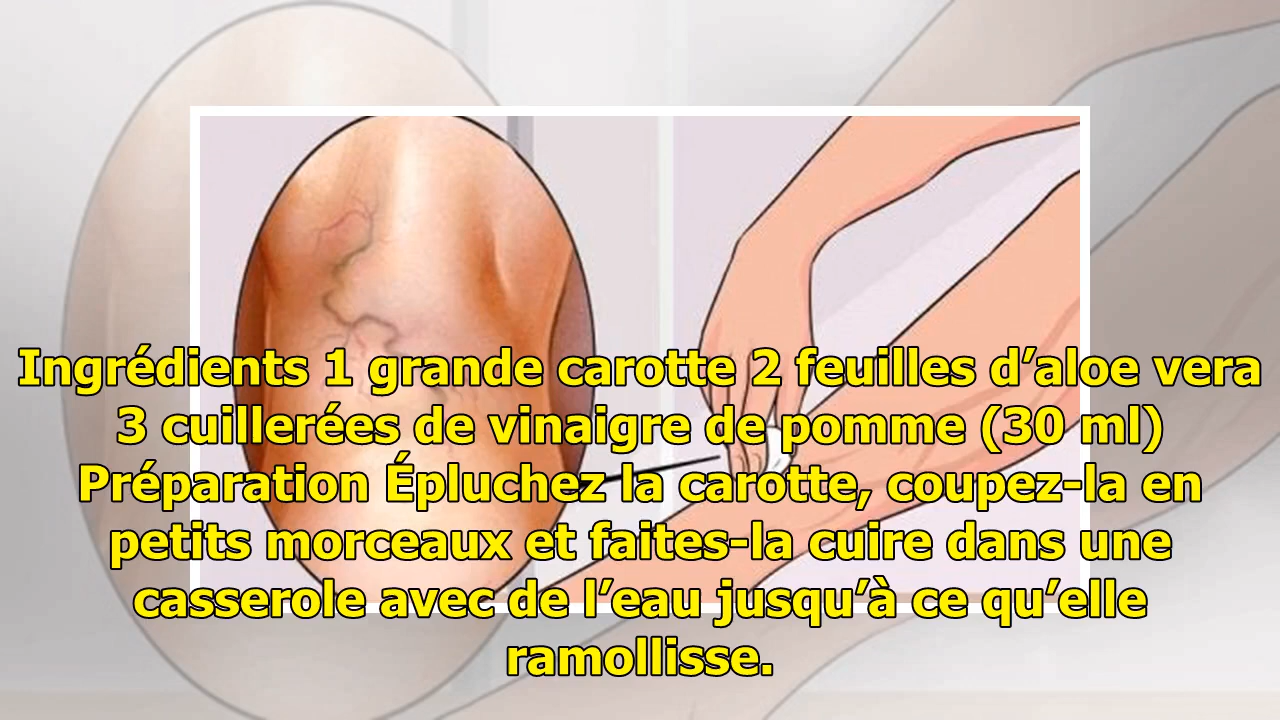 Ingrédients 1 grande carotte 2 feuilles d’aloe vera
3 cuillerées de vinaigre de pomme (30 ml)
Préparation Épluchez la carotte, coupez-la en
petits morceaux et faites-la cuire dans une
casserole avec de l’eau jusqu’à ce qu’elle
ramollisse.